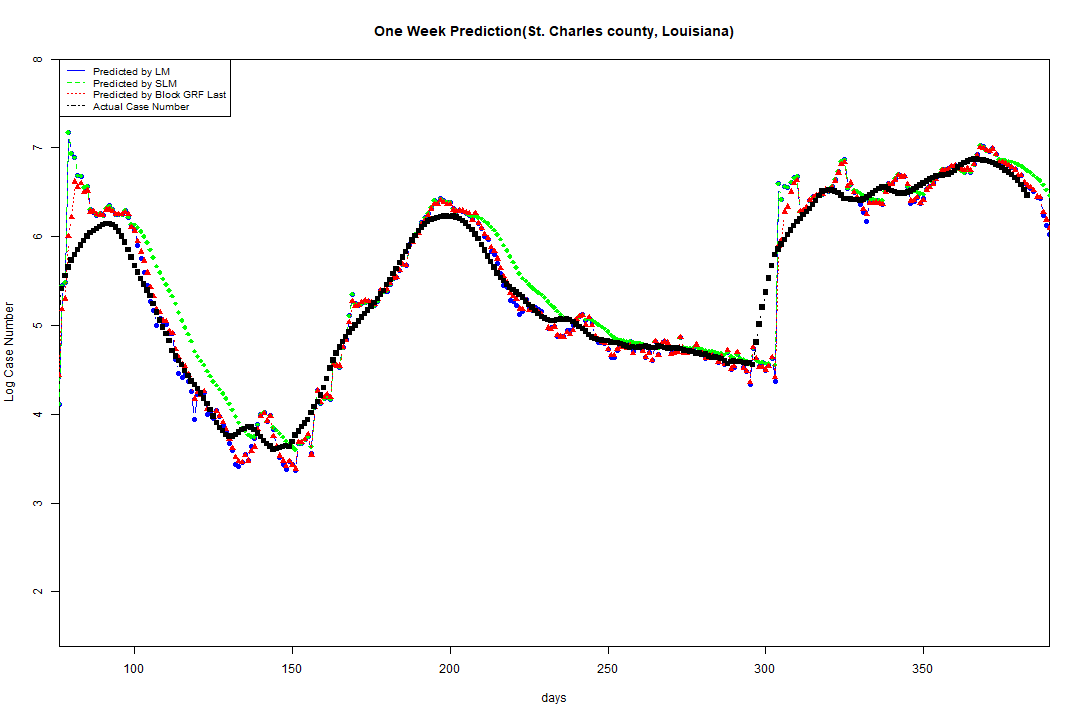 One Week Prediction(St. Charles county, Louisiana)
Predicted by LM
Predicted by SLM
Predicted by Block GRF Last
Actual Case Number
8
7
6
5
4
3
2
Log Case Number
100 150 200 250 300 350
days